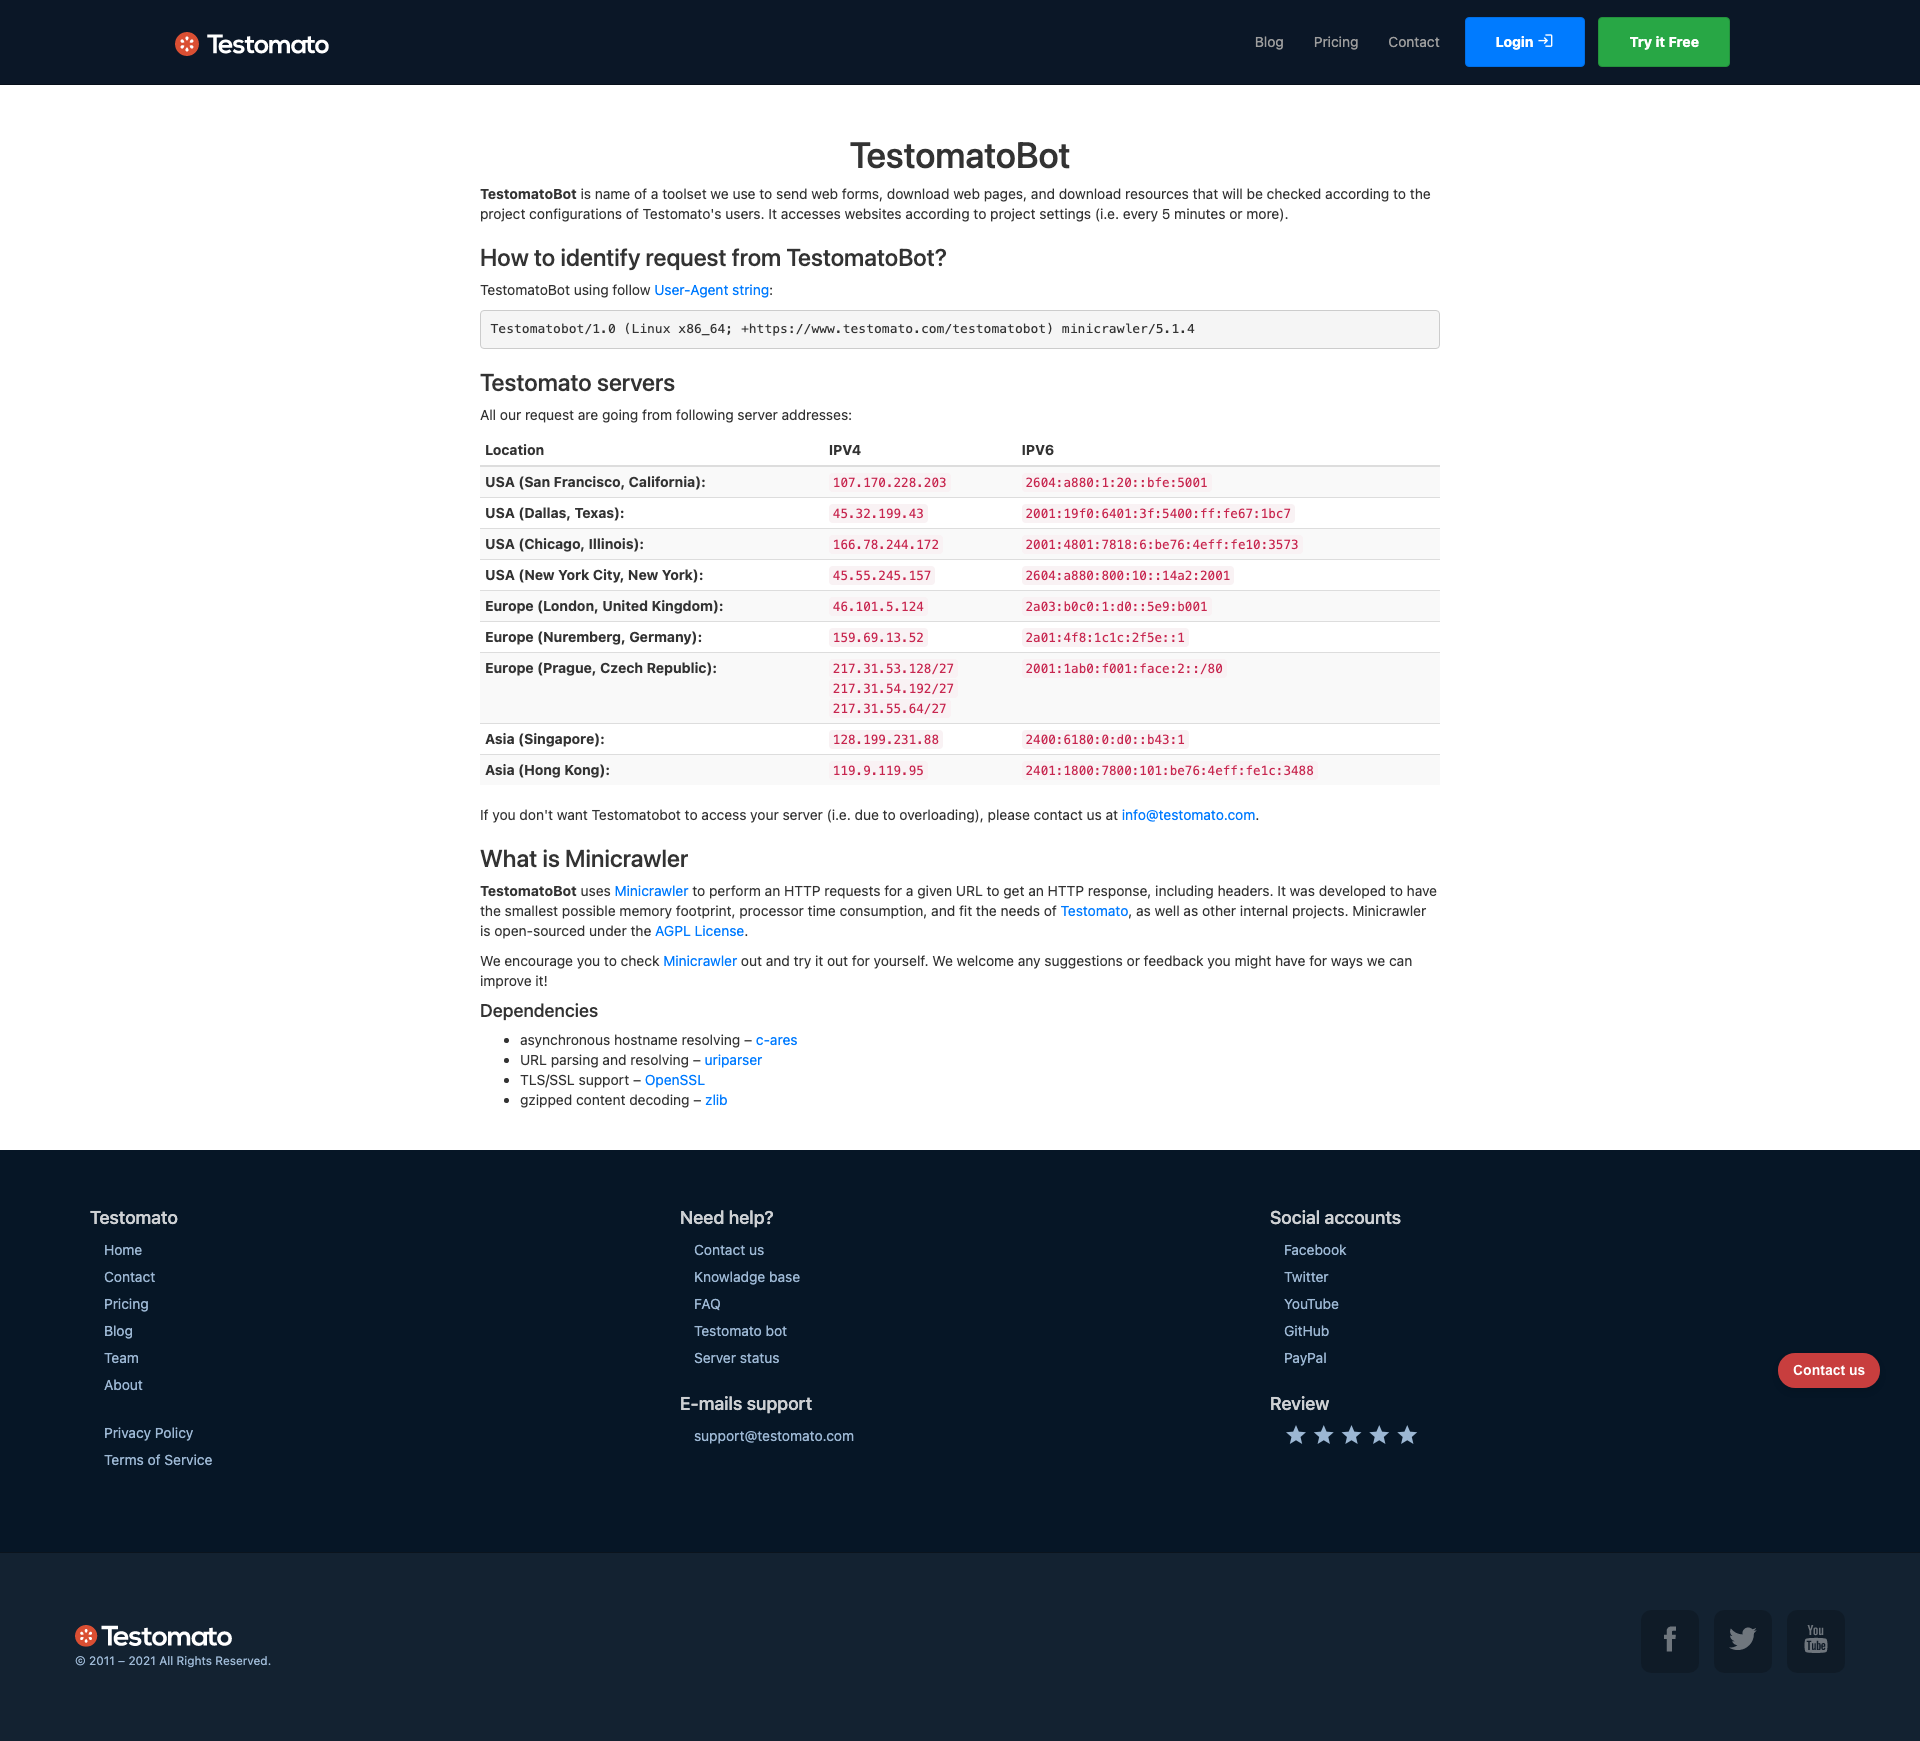 Testomato
Blog
Pricing
Contact
Login
Try it Free
TestomatoBot
TestomatoBot is name of a toolset we use to send web forms, download web pages, and download resources that will be checked according to the
project configurations of Testomato's users. It accesses websites according to project settings (i.e. every 5 minutes or more).
How to identify request from TestomatoBot?
TestomatoBot using follow User-Agent string:
Testomatobot/1.0 (Linux x86_64; +https://www.testomato.com/testomatobot) minicrawler/5.1.4
Testomato servers
All our request are going from following server addresses:
Location IPV4 IPV6
USA (San Francisco, California): 107.170.228.203 2604:a880:1:20::bfe:5001
USA (Dallas, Texas): 45.32.199.43 2001:19f0:6401:3f:5400:ff:fe67:1bc7
USA (Chicago, Illinois): 166.78.244.172 2001:4801:7818:6:be76:4eff:fe10:3573
USA (New York City, New York): 45.55.245.157 2604:a880:800:10::14a2:2001
Europe (London, United Kingdom): 46.101.5.124 2a03:b0c0:1:d0::5e9:b001
Europe (Nuremberg, Germany): 159.69.13.52 2a01:4f8:1c1c:2f5e::1
Europe (Prague, Czech Republic): 217.31.53.128/27 2001:1ab0:f001:face:2::/80
217.31.54.192/27
217.31.55.64/27
Asia (Singapore): 128.199.231.88 2400:6180:0:d0::b43:1
Asia (Hong Kong): 119.9.119.95 2401:1800:7800:101:be76:4eff:fe1c:3488
If you don't want Testomatobot to access your server (i.e. due to overloading), please contact us at info@testomato.com.
What is Minicrawler
TestomatoBot uses Minicrawler to perform an HTTP requests for a given URL to get an HTTP response, including headers. It was developed to have
the smallest possible memory footprint, processor time consumption, and fit the needs of Testomato, as well as other internal projects. Minicrawler
is open-sourced under the AGPL License.
We encourage you to check Minicrawler out and try it out for yourself. We welcome any suggestions or feedback you might have for ways we can
improve it!
Dependencies
• asynchronous hostname resolving – c-ares
• URL parsing and resolving – uriparser
• TLS/SSL support – OpenSSL
• gzipped content decoding – zlib
Testomato
Home
Contact
Pricing
Blog
Team
About
Privacy Policy
Terms of Service
Need help?
Contact us
Knowladge base
FAQ
Testomato bot
Server status
E-mails support
support@testomato.com
Social accounts
Facebook
Twitter
YouTube
GitHub
PayPal
Review
Contact us
Testomato
© 2011 – 2021 All Rights Reserved.
You
Tube